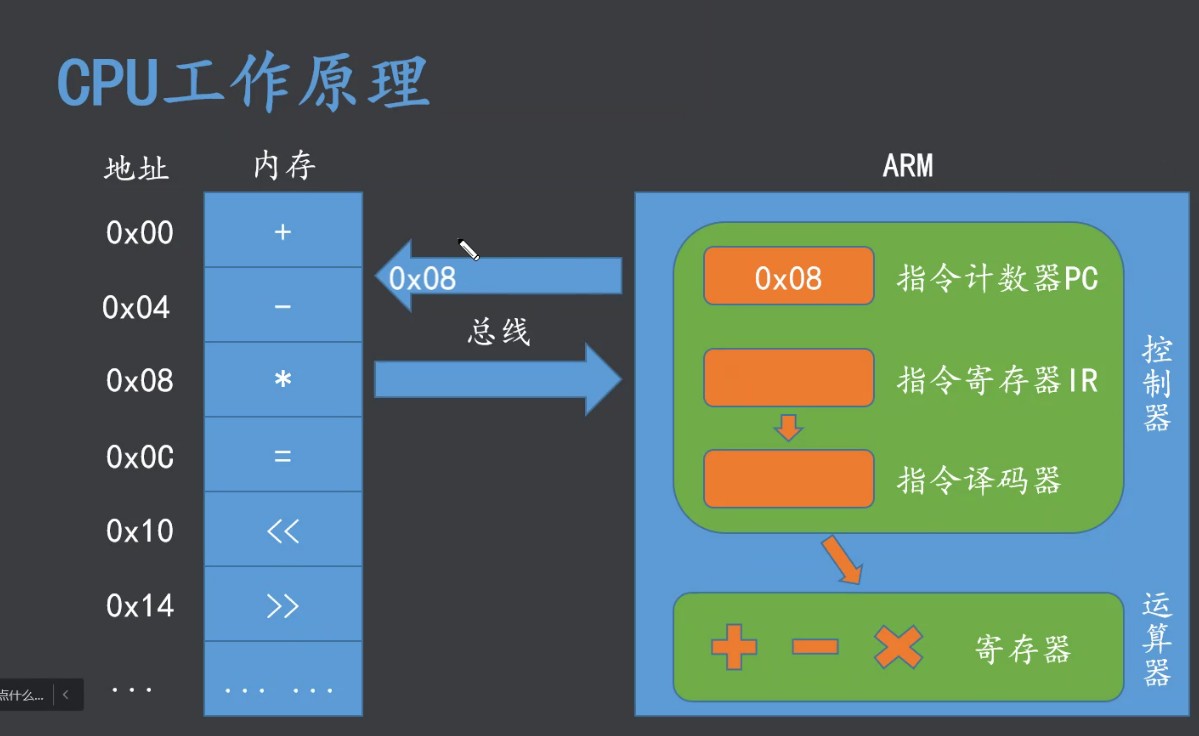 CPU工作原理
地址 内存 ARM
0x00 +
0x08 0x08 指令计数器PC
0x04 -
总线
0x08 * 指令寄存器IR
控制器
0x0C =
指令译码器
0x10 <<
0x14 >>
寄存器
运算器
... ... ...
点什么...